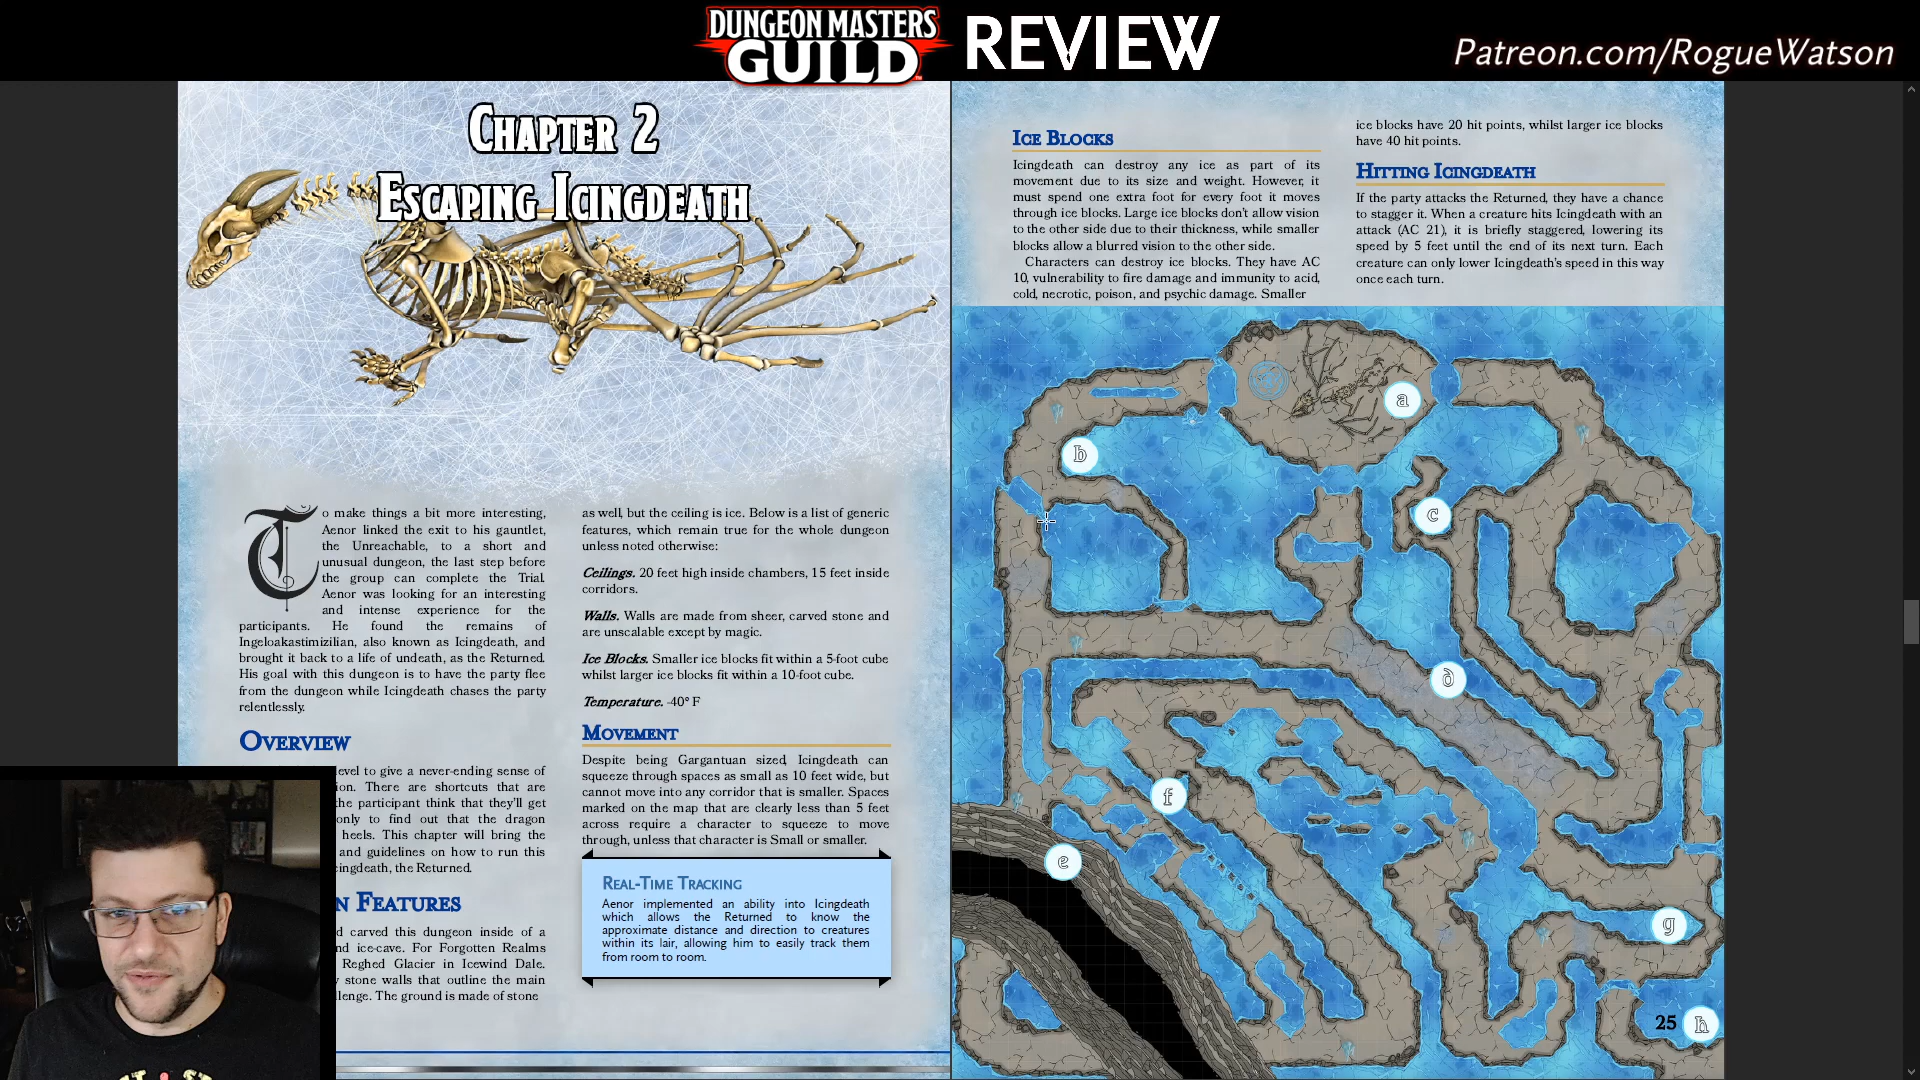 DUNGEON MASTERS
GUILD
REVIEW
Patreon.com/RogueWatson
Chapter 2
Escaping Icingdeath
To make things a bit more interesting,
Aenor linked the exit to his gauntlet,
the Unreachable, to a short and
unusual dungeon, the last step before
the group can complete the Trial.
Aenor was looking for an interesting
and intense experience for the
participants. He found the remains of
Ingeloakastimizilian, also known as Icingdeath, and
brought it back to a life of undeath, as the Returned.
His goal with this dungeon is to have the party flee
from the dungeon while Icingdeath chases the party
relentlessly.
Overview
level to give a never-ending sense of
ion. There are shortcuts that are
the participant think that they'll get
only to find out that the dragon
heels. This chapter will bring the
and guidelines on how to run this
cingdeath, the Returned.
n Features
d carved this dungeon inside of a
nd ice-cave. For Forgotten Realms
Reghed Glacier in Icewind Dale.
y stone walls that outline the main
llenge. The ground is made of stone
as well, but the ceiling is ice. Below is a list of generic
features, which remain true for the whole dungeon
unless noted otherwise:
Ceilings. 20 feet high inside chambers, 15 feet inside
corridors.
Walls. Walls are made from sheer, carved stone and
are unscalable except by magic.
Ice Blocks. Smaller ice blocks fit within a 5-foot cube
whilst larger ice blocks fit within a 10-foot cube.
Temperature. -40° F
Movement
Despite being Gargantuan sized, Icingdeath can
squeeze through spaces as small as 10 feet wide, but
cannot move into any corridor that is smaller. Spaces
marked on the map that are clearly less than 5 feet
across require a character to squeeze to move
through, unless that character is Small or smaller.
Real-Time Tracking
Aenor implemented an ability into Icingdeath
which allows the Returned to know the
approximate distance and direction to creatures
within its lair, allowing him to easily track them
from room to room.
Ice Blocks
Icingdeath can destroy any ice as part of its
movement due to its size and weight. However, it
must spend one extra foot for every foot it moves
through ice blocks. Large ice blocks don't allow vision
to the other side due to their thickness, while smaller
blocks allow a blurred vision to the other side.
Characters can destroy ice blocks. They have AC
10, vulnerability to fire damage and immunity to acid,
cold, necrotic, poison, and psychic damage. Smaller
ice blocks have 20 hit points, whilst larger ice blocks
have 40 hit points.
Hitting Icingdeath
If the party attacks the Returned, they have a chance
to stagger it. When a creature hits Icingdeath with an
attack (AC 21), it is briefly staggered, lowering its
speed by 5 feet until the end of its next turn. Each
creature can only lower Icingdeath's speed in this way
once each turn.
a
b
c
d
f
e
g
25
h